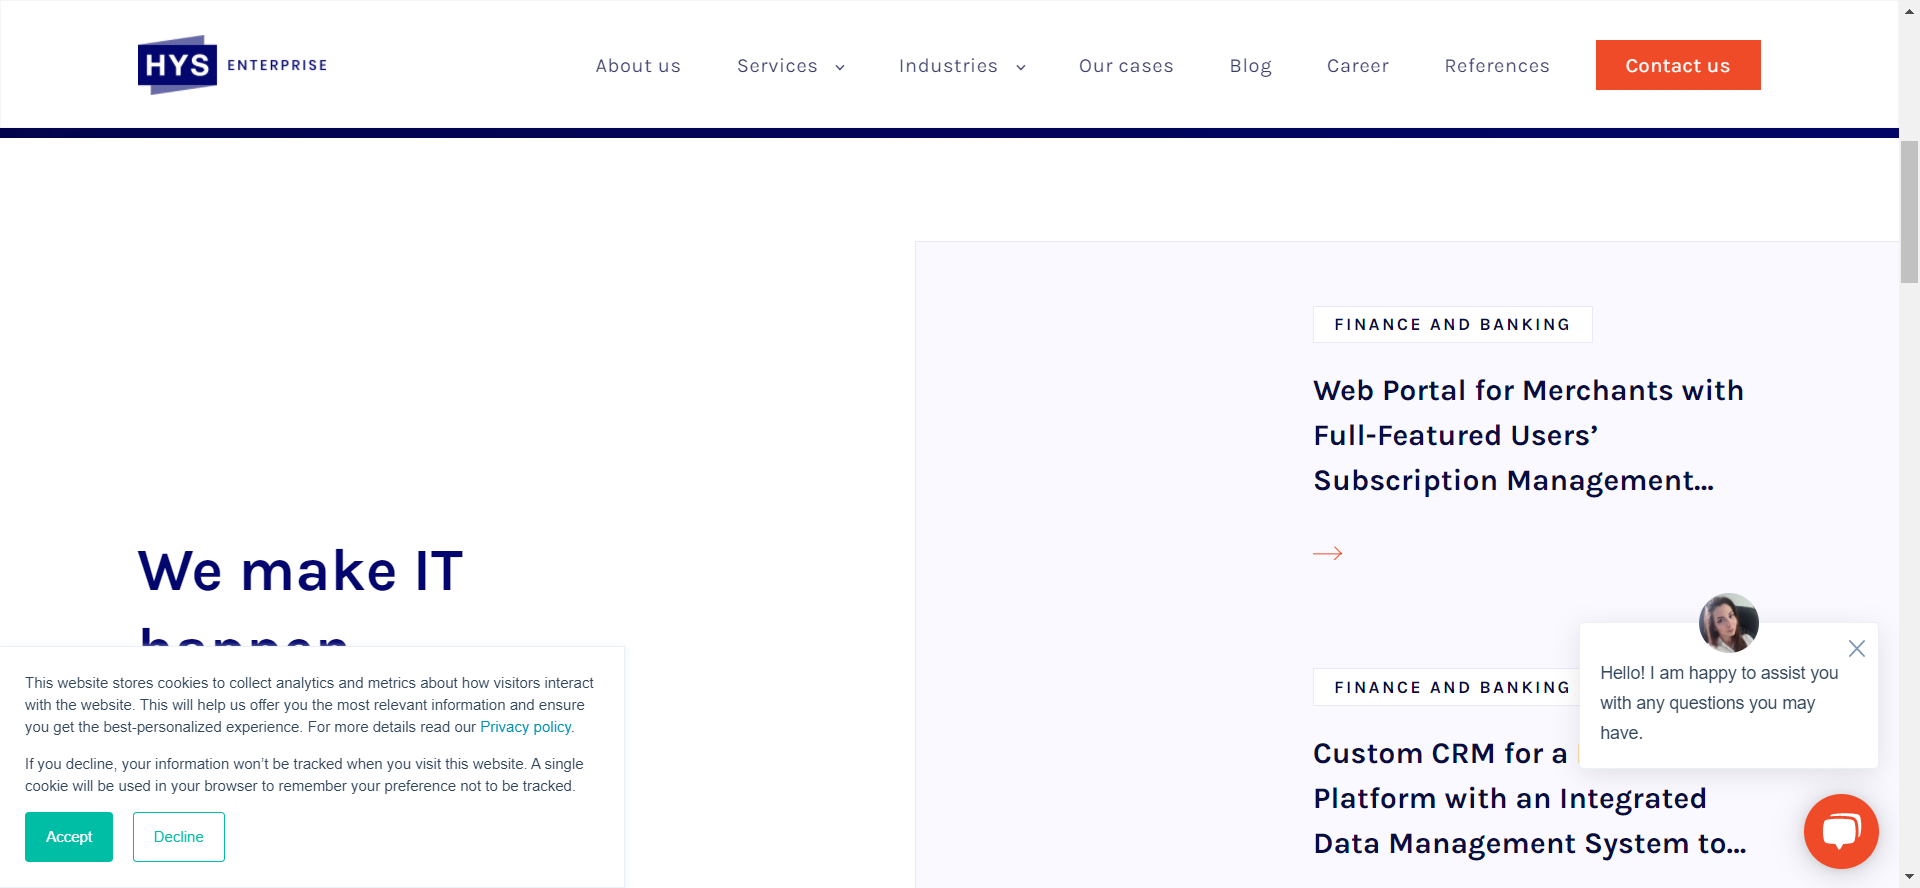 HYS ENTERPRISE
About us
Services
Industries
Our cases
Blog
Career
References
Contact us
FINANCE AND BANKING
Web Portal for Merchants with
Full-Featured Users’
Subscription Management...
We make IT
happen
FINANCE AND BANKING
Custom CRM for a
Platform with an Integrated
Data Management System to...
Hello! I am happy to assist you
with any questions you may
have.
This website stores cookies to collect analytics and metrics about how visitors interact
with the website. This will help us offer you the most relevant information and ensure
you get the best-personalized experience. For more details read our Privacy policy.
If you decline, your information won’t be tracked when you visit this website. A single
cookie will be used in your browser to remember your preference not to be tracked.
Accept
Decline